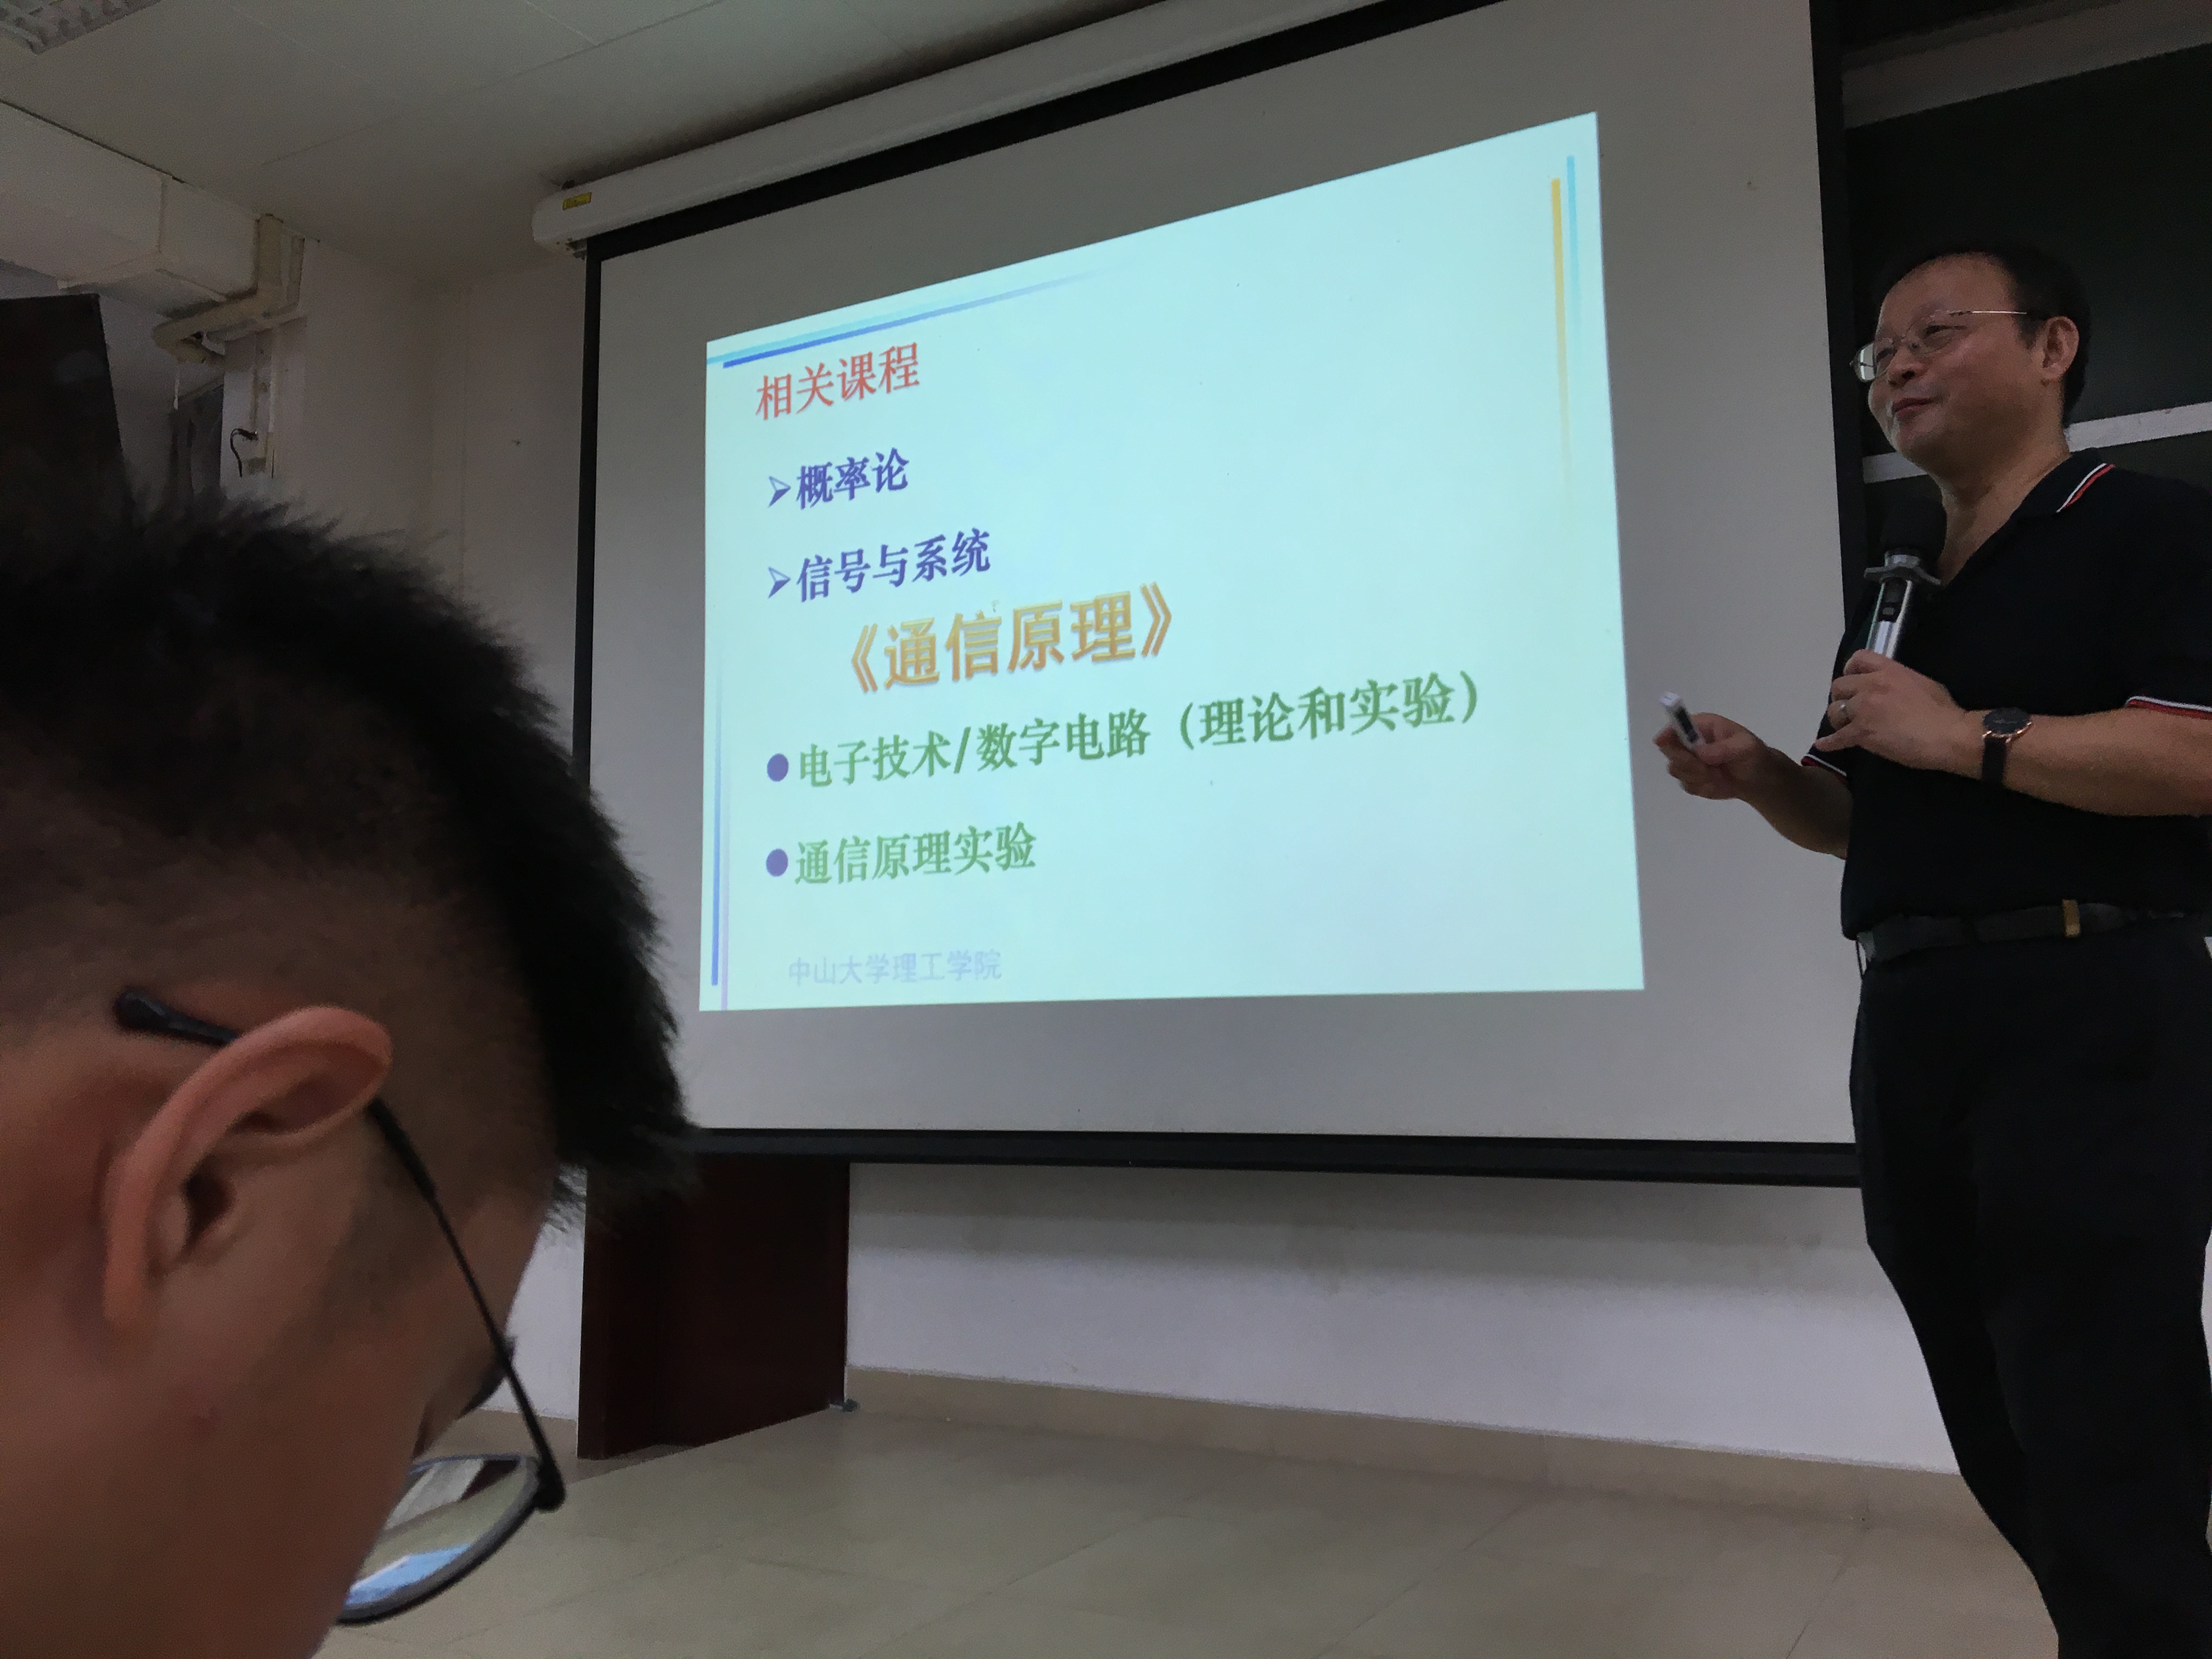 相关课程
➢概率论
➢信号与系统
《通信原理》
●电子技术/数字电路（理论和实验）
●通信原理实验
中山大学理工学院